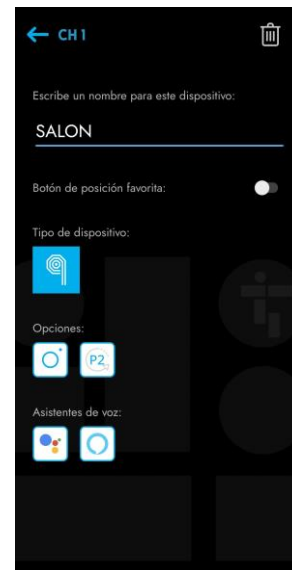 CH 1
Escribe un nombre para este dispositivo:
SALON
Botón de posición favorita:
Tipo de dispositivo:
Opciones:
P2
Asistentes de voz: